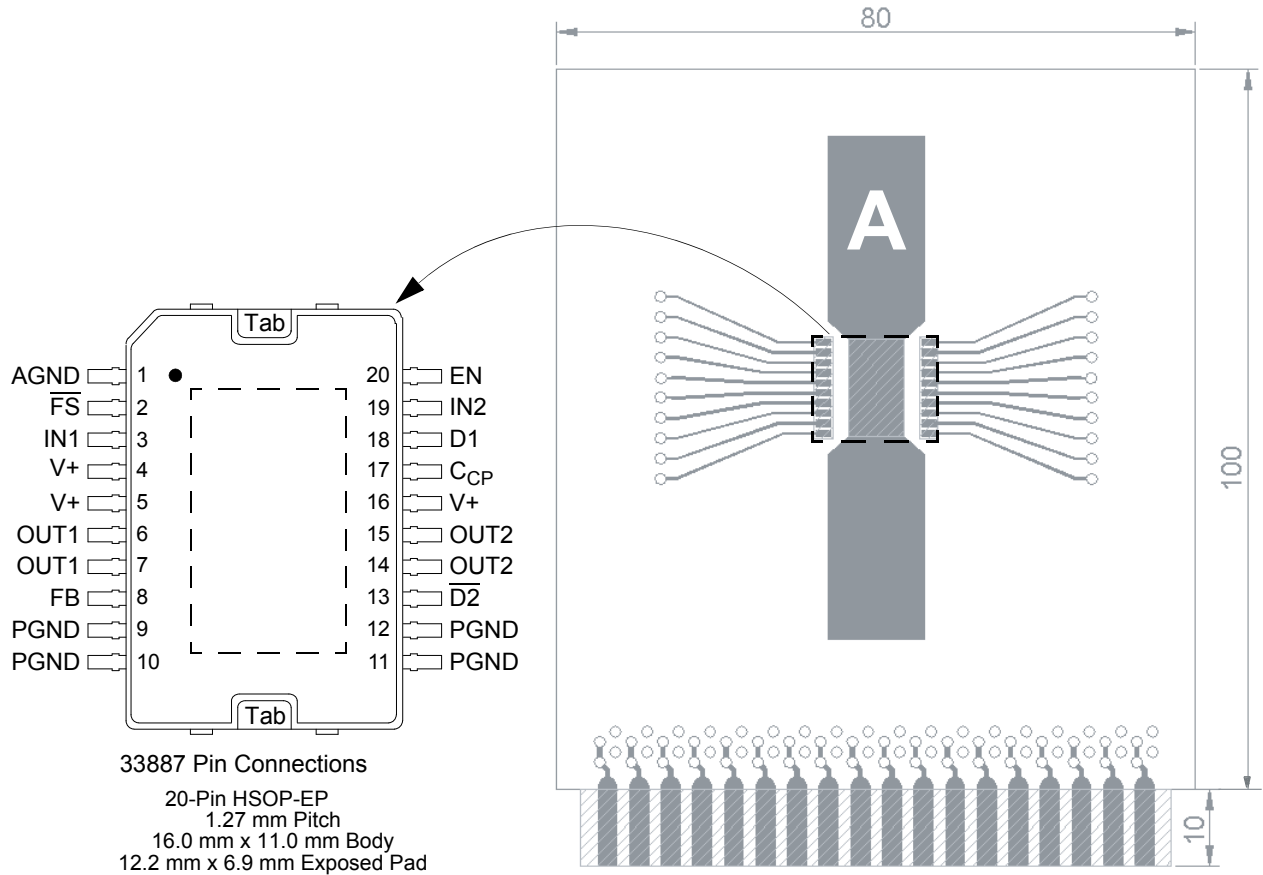 80
A
100
10
Tab
AGND 1 20 EN
F̅S̅ 2 19 IN2
IN1 3 18 D1
V+ 4 17 CCP
V+ 5 16 V+
OUT1 6 15 OUT2
OUT1 7 14 OUT2
FB 8 13 D̅2̅
PGND 9 12 PGND
PGND 10 11 PGND
Tab
33887 Pin Connections
20-Pin HSOP-EP
1.27 mm Pitch
16.0 mm x 11.0 mm Body
12.2 mm x 6.9 mm Exposed Pad